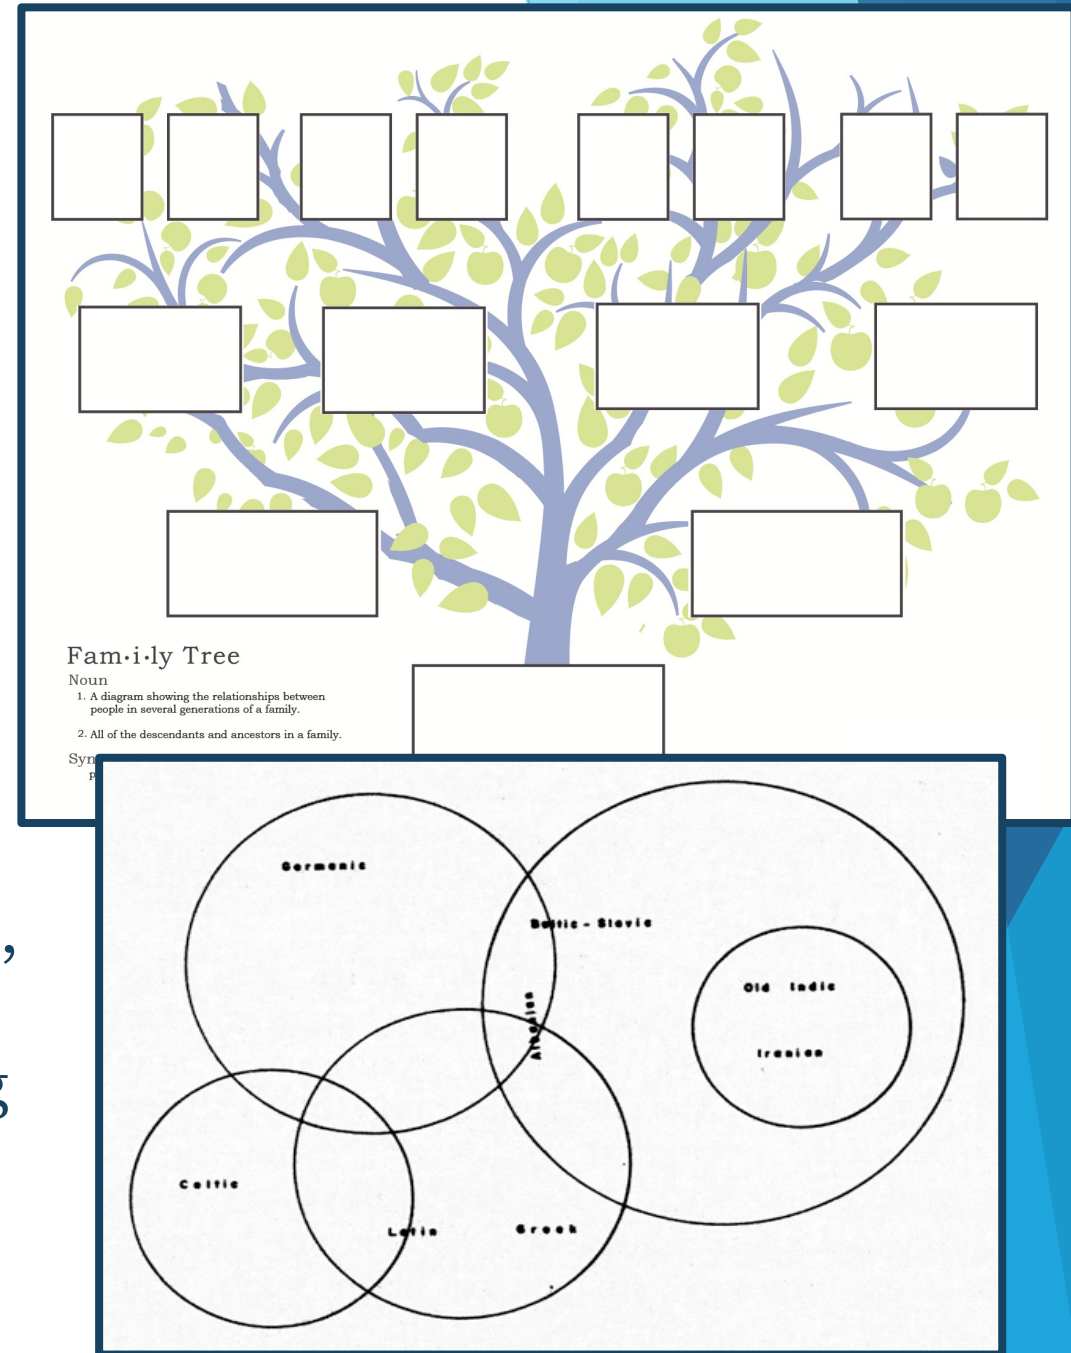 Fam·i·ly Tree
Noun
1. A diagram showing the relationships between
people in several generations of a family.
2. All of the descendants and ancestors in a family.
Syn
p
,
g
Germanic
Baltic - Slavic
Albanian
Old Indic
Iranian
Celtic
Latin
Greek